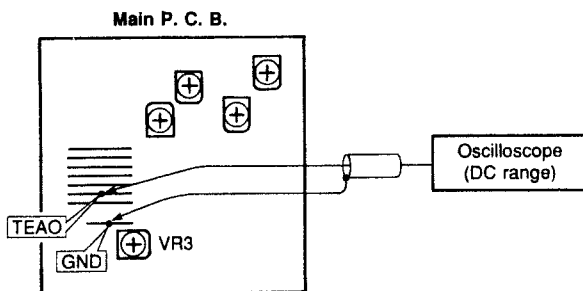 Main P. C. B.
Oscilloscope
(DC range)
TEAO
GND
VR3